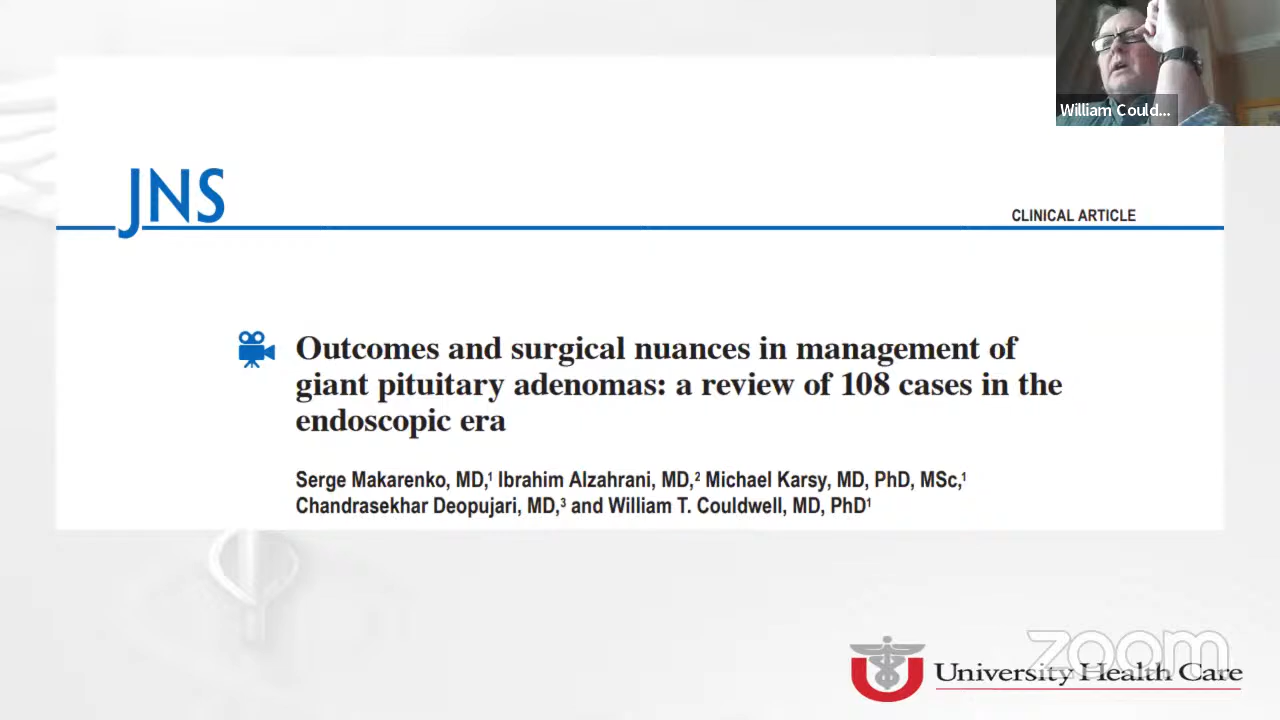 William Could...
JNS
CLINICAL ARTICLE
Outcomes and surgical nuances in management of
giant pituitary adenomas: a review of 108 cases in the
endoscopic era
Serge Makarenko, MD,¹ Ibrahim Alzahrani, MD,² Michael Karsy, MD, PhD, MSc,¹
Chandrasekhar Deopujari, MD,³ and William T. Couldwell, MD, PhD¹
zoom
University Health Care